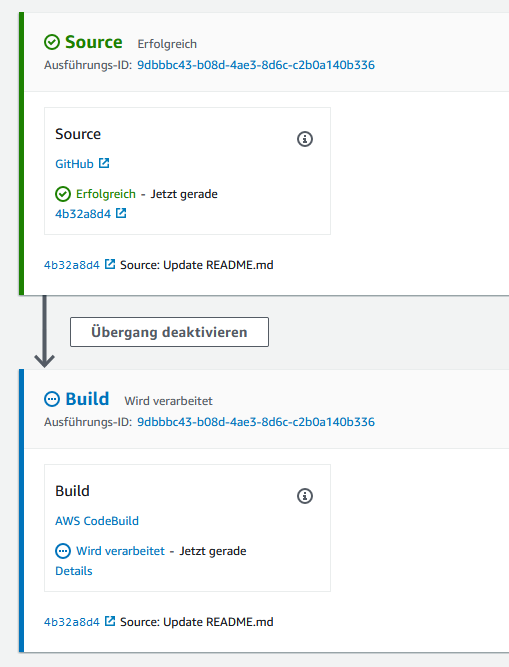 Source Erfolgreich
Ausführungs-ID: 9dbbbc43-b08d-4ae3-8d6c-c2b0a140b336
Source
GitHub
Erfolgreich - Jetzt gerade
4b32a8d4
4b32a8d4 Source: Update README.md
Übergang deaktivieren
Build Wird verarbeitet
Ausführungs-ID: 9dbbbc43-b08d-4ae3-8d6c-c2b0a140b336
Build
AWS CodeBuild
Wird verarbeitet - Jetzt gerade
Details
4b32a8d4 Source: Update README.md